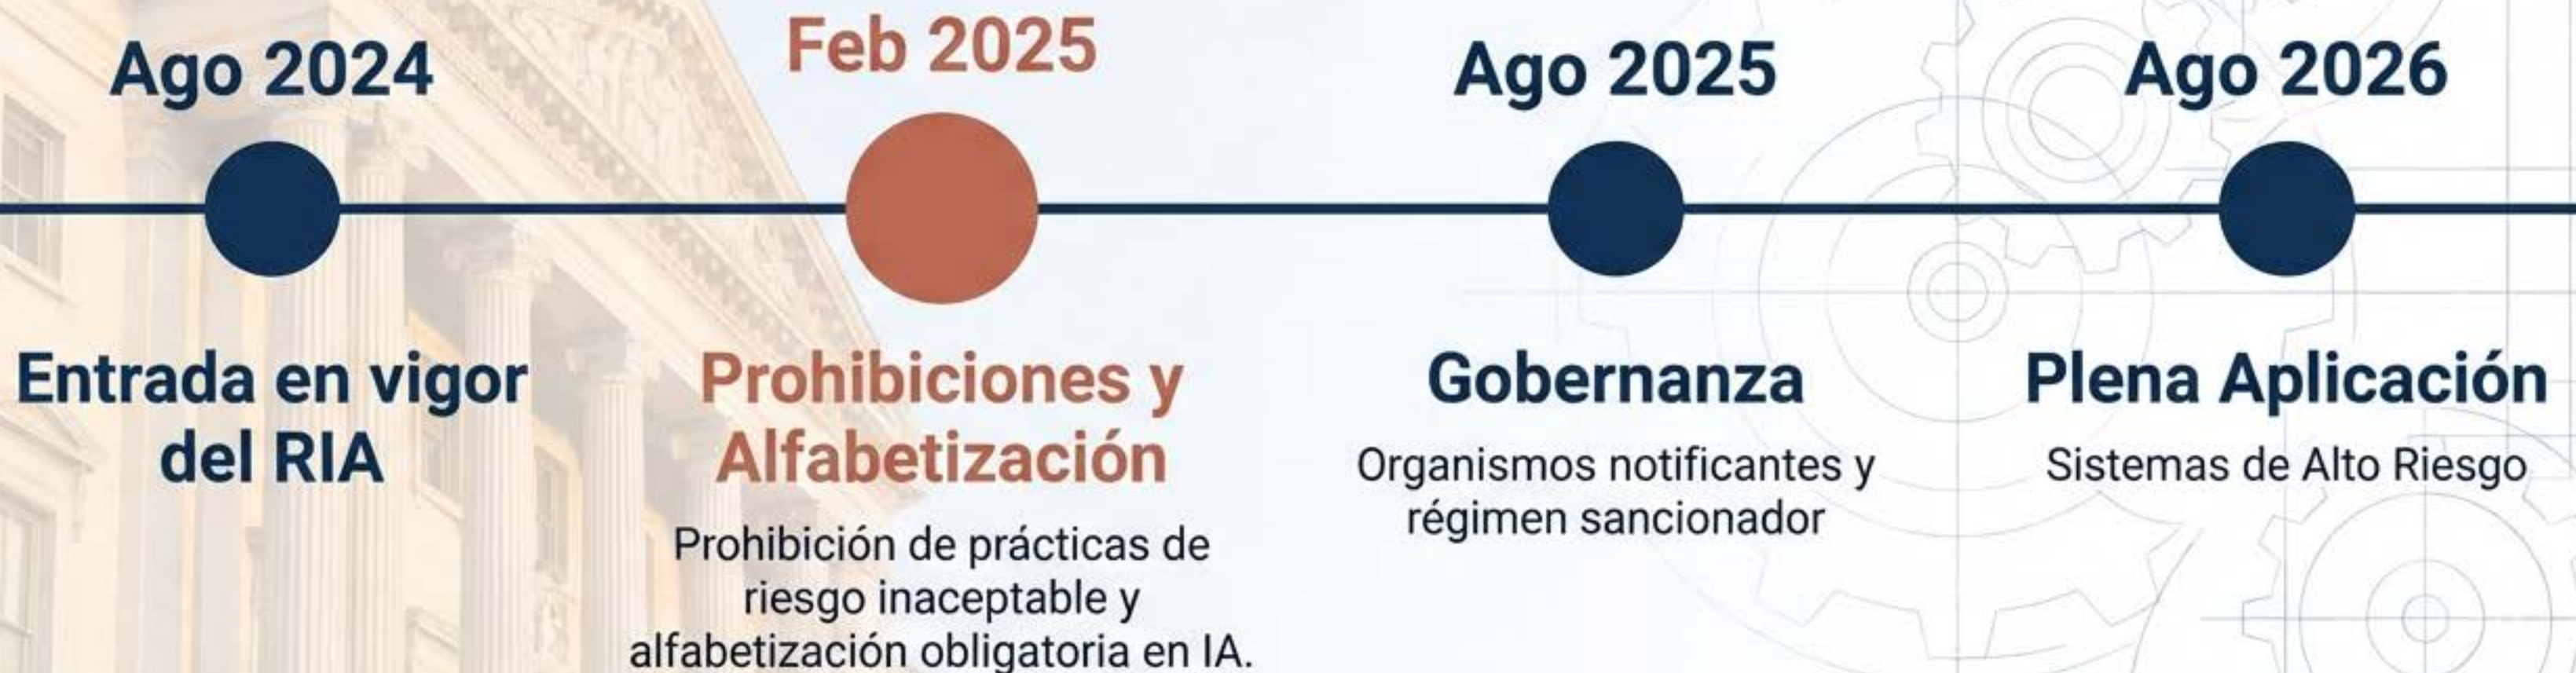 Ago 2024
Entrada en vigor
del RIA
Feb 2025
Prohibiciones y
Alfabetización
Prohibición de prácticas de
riesgo inaceptable y
alfabetización obligatoria en IA.
Ago 2025
Gobernanza
Organismos notificantes y
régimen sancionador
Ago 2026
Plena Aplicación
Sistemas de Alto Riesgo